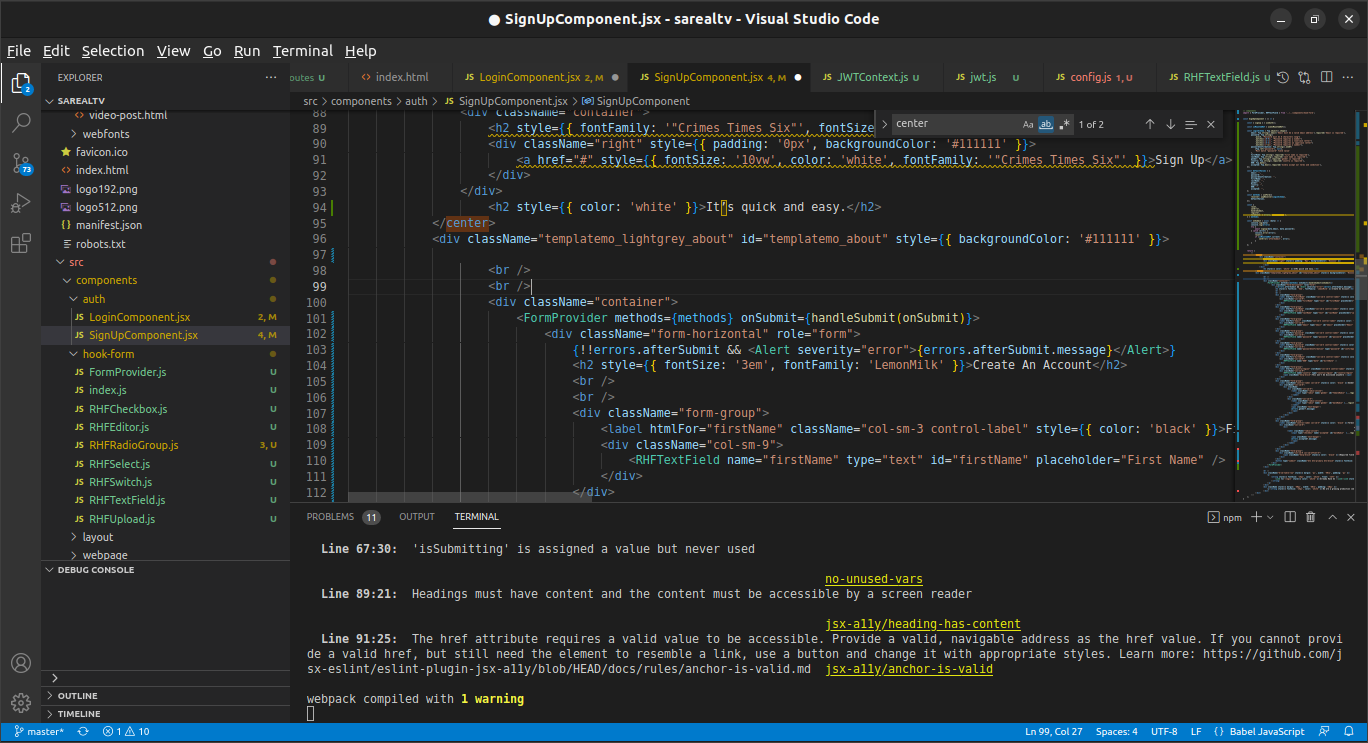 ● SignUpComponent.jsx - sarealtv - Visual Studio Code
File Edit Selection View Go Run Terminal Help
EXPLORER ···
outes U
index.html
LoginComponent.jsx 2, M ●
SignUpComponent.jsx 4, M ●
JWTContext.js U
jwt.js U
config.js 1, U
RHFTextField.js U
src > components > auth > JS SignUpComponent.jsx > SignUpComponent
SAREALTV
video-post.html
webfonts
favicon.ico
index.html
logo192.png
logo512.png
manifest.json
robots.txt
src
components
auth
LoginComponent.jsx 2, M
SignUpComponent.jsx 4, M
hook-form
FormProvider.js U
index.js U
RHFCheckbox.js U
RHFEditor.js U
RHFRadioGroup.js 3, U
RHFSelect.js U
RHFSwitch.js U
RHFTextField.js U
RHFUpload.js U
layout
webpage
DEBUG CONSOLE
OUTLINE
TIMELINE
center Aa ab .* 1 of 2
88 <div className="container">
89 <h2 style={{ fontFamily: '"Crimes Times Six"', fontSize
90 <div className="right" style={{ padding: '0px', backgroundColor: '#111111' }}>
91 <a href="#" style={{ fontSize: '10vw', color: 'white', fontFamily: '"Crimes Times Six"' }}>Sign Up</a>
92 </div>
93 </div>
94 <h2 style={{ color: 'white' }}>It’s quick and easy.</h2>
95 </center>
96 <div className="templatemo_lightgrey_about" id="templatemo_about" style={{ backgroundColor: '#111111' }}>
97
98 <br />
99 <br />
100 <div className="container">
101 <FormProvider methods={methods} onSubmit={handleSubmit(onSubmit)}>
102 <div className="form-horizontal" role="form">
103 {!!errors.afterSubmit && <Alert severity="error">{errors.afterSubmit.message}</Alert>}
104 <h2 style={{ fontSize: '3em', fontFamily: 'LemonMilk' }}>Create An Account</h2>
105 <br />
106 <br />
107 <div className="form-group">
108 <label htmlFor="firstName" className="col-sm-3 control-label" style={{ color: 'black' }}>F
109 <div className="col-sm-9">
110 <RHFTextField name="firstName" type="text" id="firstName" placeholder="First Name" />
111 </div>
112 </div>
PROBLEMS 11 OUTPUT TERMINAL npm
Line 67:30: 'isSubmitting' is assigned a value but never used
no-unused-vars
Line 89:21: Headings must have content and the content must be accessible by a screen reader
jsx-a11y/heading-has-content
Line 91:25: The href attribute requires a valid value to be accessible. Provide a valid, navigable address as the href value. If you cannot provi
de a valid href, but still need the element to resemble a link, use a button and change it with appropriate styles. Learn more: https://github.com/j
sx-eslint/eslint-plugin-jsx-a11y/blob/HEAD/docs/rules/anchor-is-valid.md jsx-a11y/anchor-is-valid
webpack compiled with 1 warning
2
73
master* 1 10 Ln 99, Col 27 Spaces: 4 UTF-8 LF {} Babel JavaScript